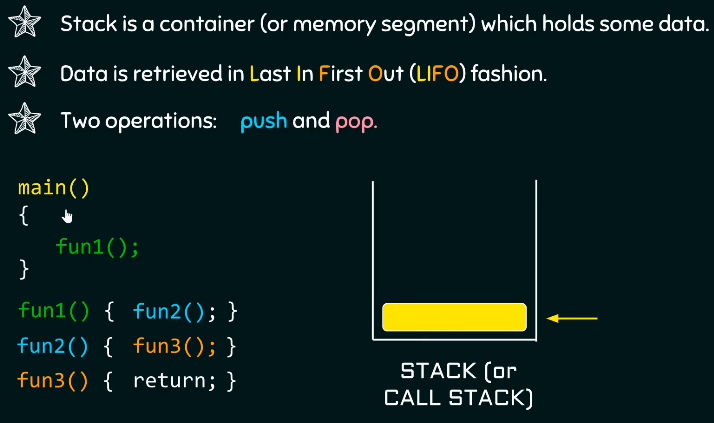 Stack is a container (or memory segment) which holds some data.
Data is retrieved in Last In First Out (LIFO) fashion.
Two operations: push and pop.
main()
{
fun1();
}
fun1() { fun2(); }
fun2() { fun3(); }
fun3() { return; }
STACK (or
CALL STACK)